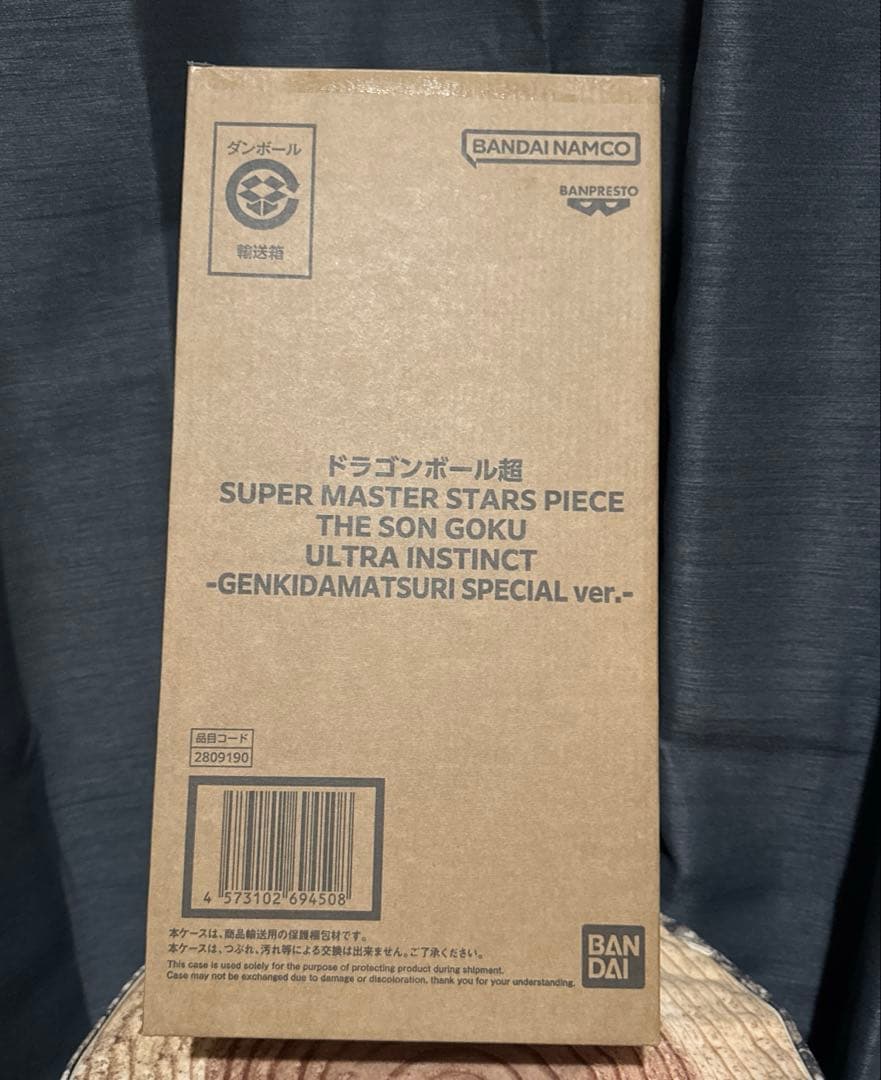 ダンボール
輸送箱
BANDAI NAMCO
BANPRESTO
ドラゴンボール超
SUPER MASTER STARS PIECE
THE SON GOKU
ULTRA INSTINCT
-GENKIDAMATSURI SPECIAL ver.-
品目コード
2809190
4 573102 694508
本ケースは、商品輸送用の保護梱包材です。
本ケースは、つぶれ、汚れ等による交換は出来ません。ご了承ください。
This case is used solely for the purpose of protecting product during shipment.
Case may not be exchanged due to damage or discoloration, thank you for your understanding.
BAN
DAI